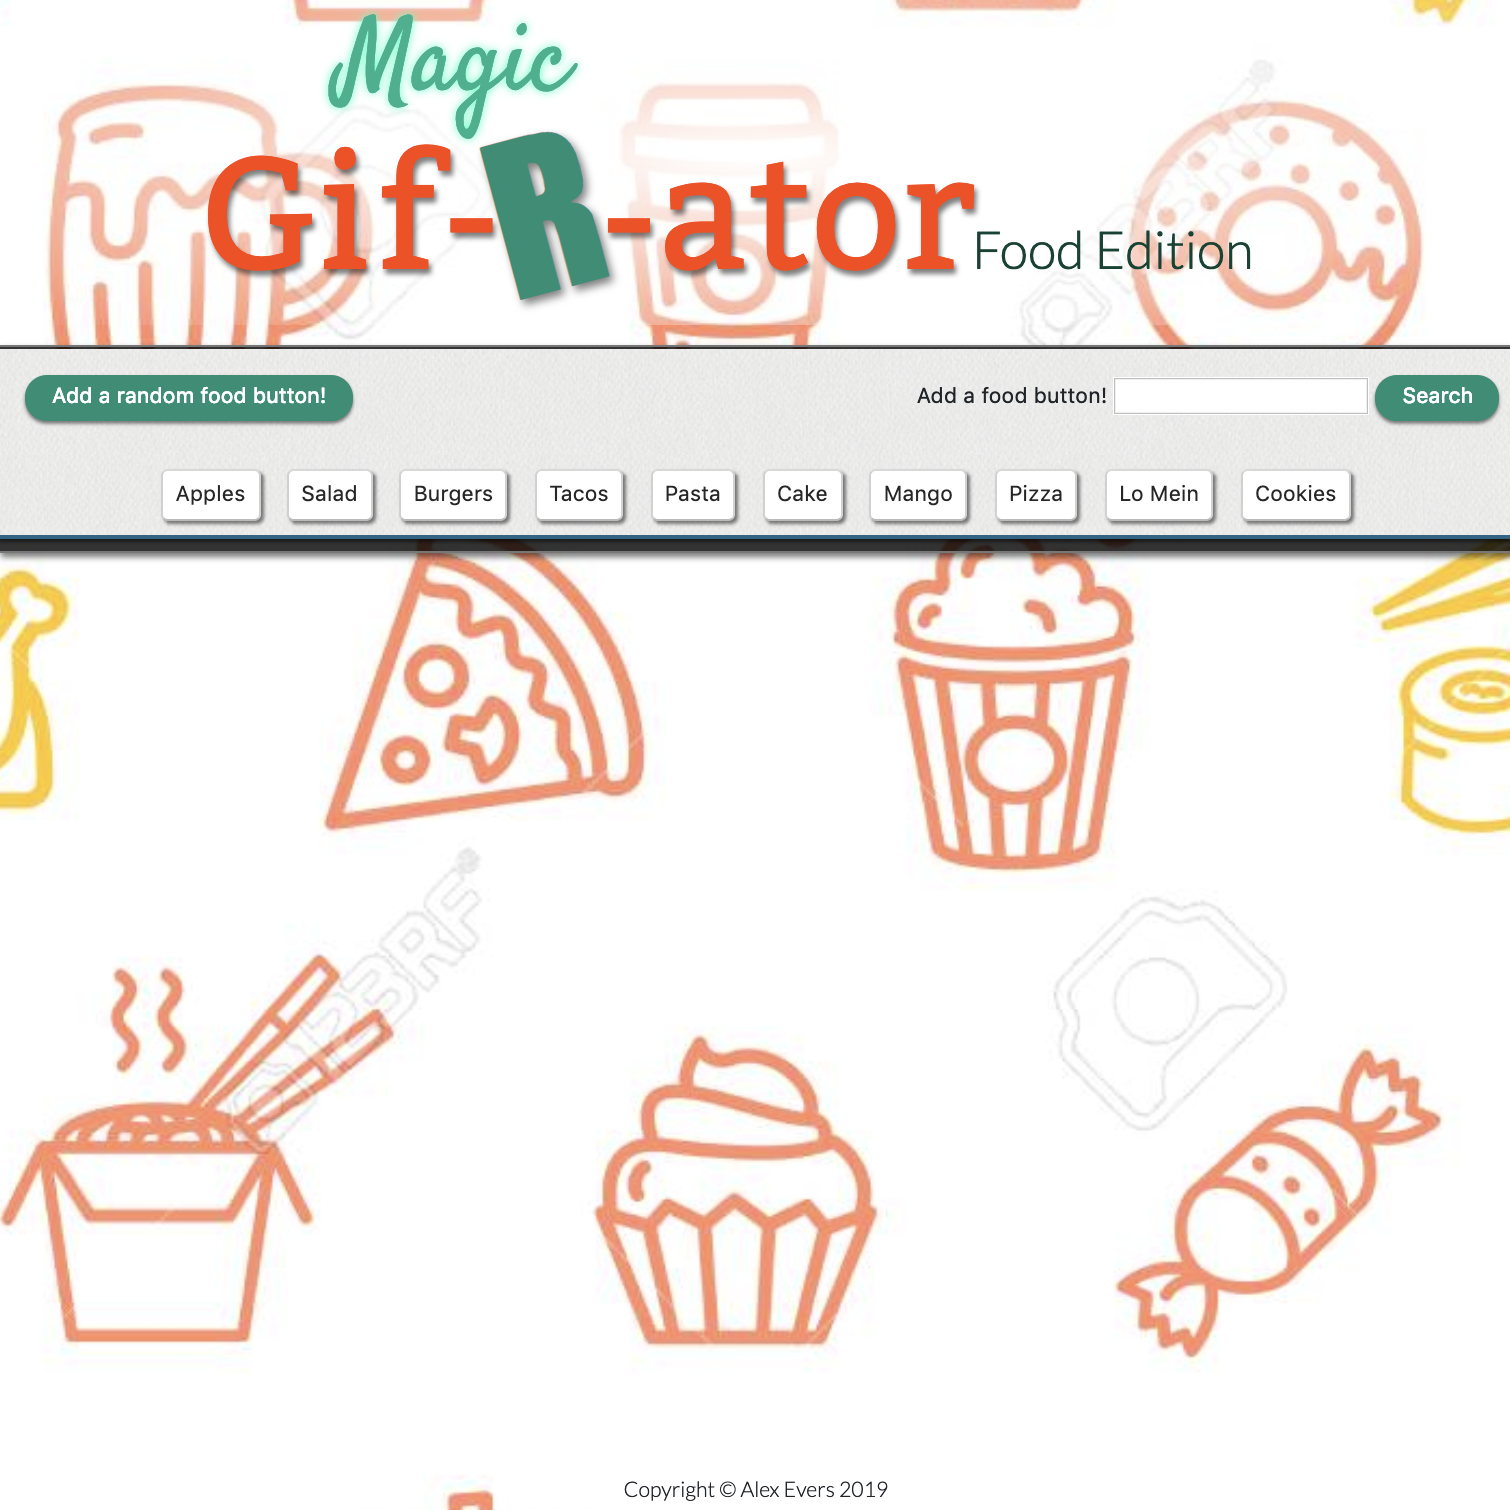 Magic
Gif-R-ator Food Edition
Add a random food button! Add a food button! Search
Apples Salad Burgers Tacos Pasta Cake Mango Pizza Lo Mein Cookies
123RF
Copyright © Alex Evers 2019